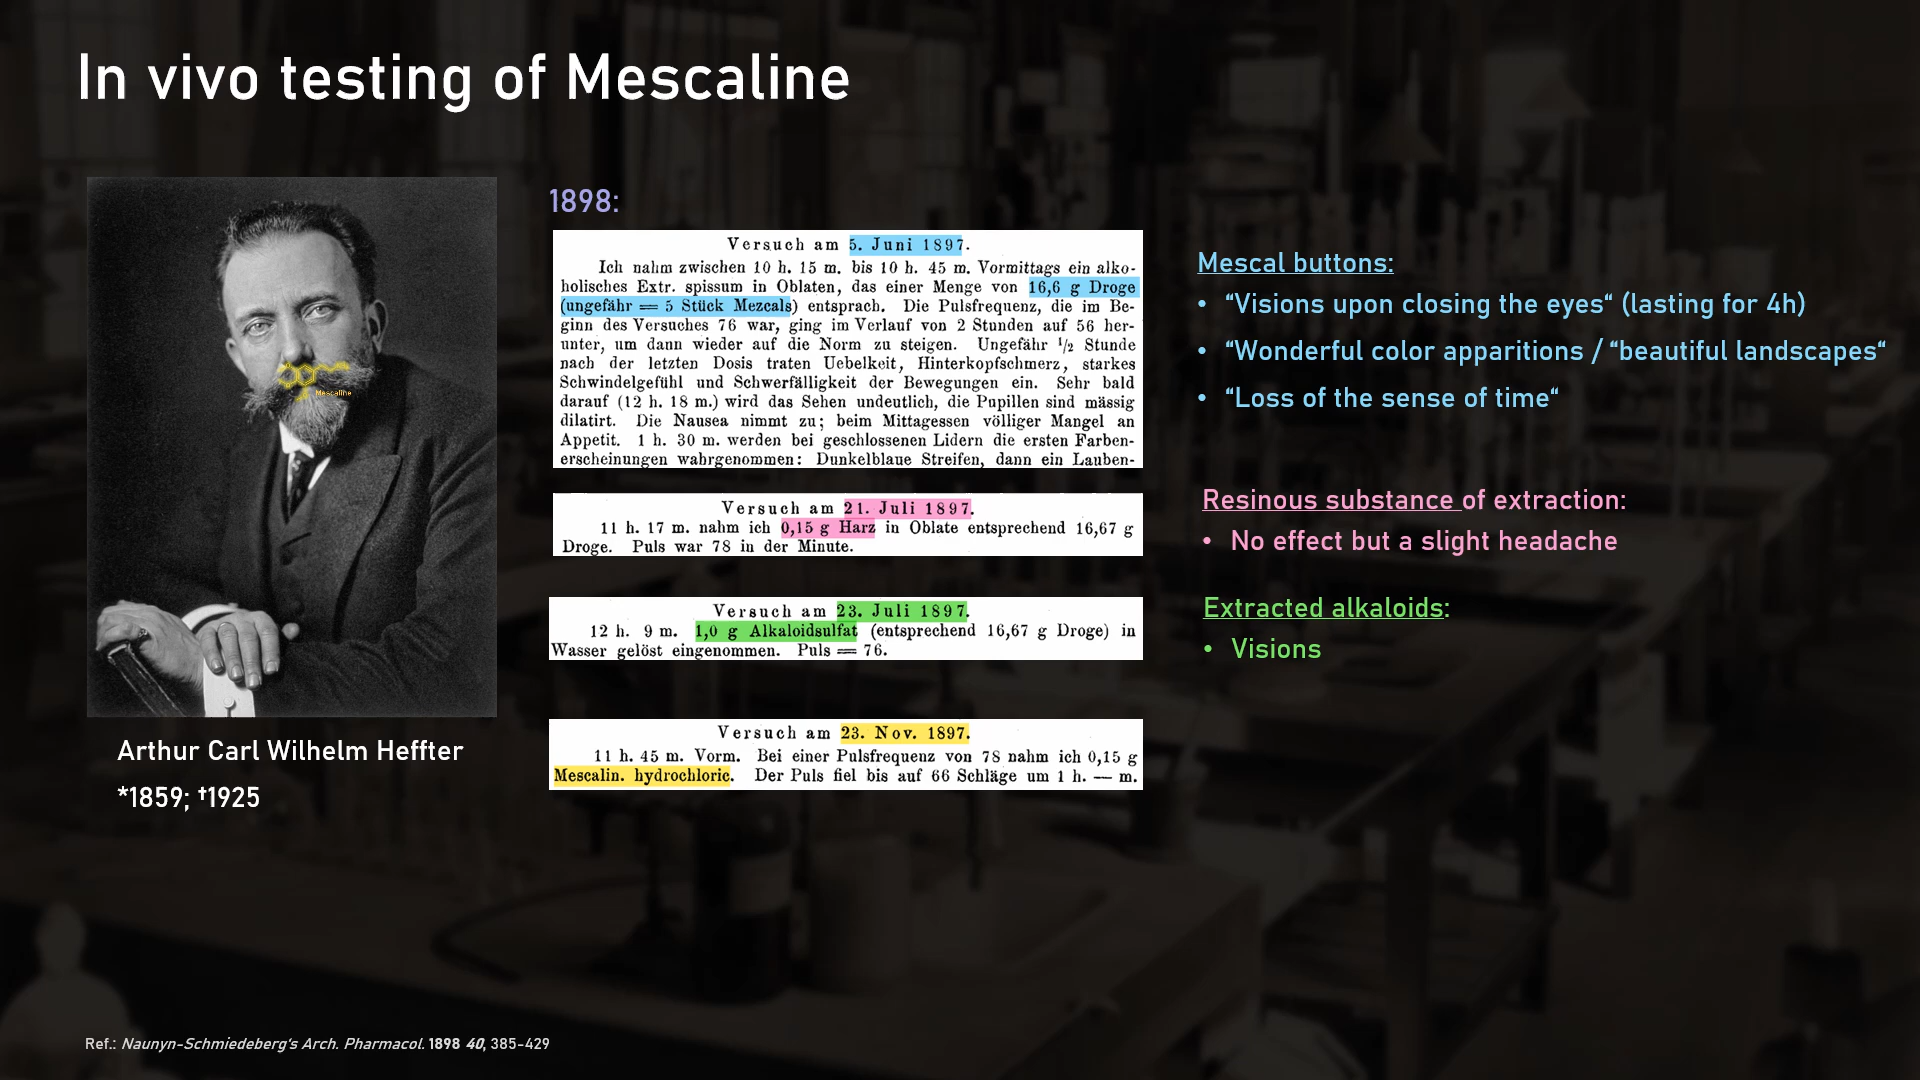 In vivo testing of Mescaline
1898:
Versuch am 5. Juni 1897.
Ich nahm zwischen 10 h. 15 m. bis 10 h. 45 m. Vormittags ein alko-
holisches Extr. spissum in Oblaten, das einer Menge von 16,6 g Droge
(ungefähr = 5 Stück Mezcals) entsprach. Die Pulsfrequenz, die im Be-
ginn des Versuches 76 war, ging im Verlauf von 2 Stunden auf 56 her-
unter, um dann wieder auf die Norm zu steigen. Ungefähr 1/2 Stunde
nach der letzten Dosis traten Uebelkeit, Hinterkopfschmerz, starkes
Schwindelgefühl und Schwerfälligkeit der Bewegungen ein. Sehr bald
darauf (12 h. 18 m.) wird das Sehen undeutlich, die Pupillen sind mässig
dilatirt. Die Nausea nimmt zu; beim Mittagessen völliger Mangel an
Appetit. 1 h. 30 m. werden bei geschlossenen Lidern die ersten Farben-
erscheinungen wahrgenommen: Dunkelblaue Streifen, dann ein Lauben-
Versuch am 21. Juli 1897.
11 h. 17 m. nahm ich 0,15 g Harz in Oblate entsprechend 16,67 g
Droge. Puls war 78 in der Minute.
Versuch am 23. Juli 1897.
12 h. 9 m. 1,0 g Alkaloidsulfat (entsprechend 16,67 g Droge) in
Wasser gelöst eingenommen. Puls = 76.
Versuch am 23. Nov. 1897.
11 h. 45 m. Vorm. Bei einer Pulsfrequenz von 78 nahm ich 0,15 g
Mescalin. hydrochloric. Der Puls fiel bis auf 66 Schläge um 1 h. — m.
Mescal buttons:
• “Visions upon closing the eyes“ (lasting for 4h)
• “Wonderful color apparitions / “beautiful landscapes“
• “Loss of the sense of time“
Resinous substance of extraction:
• No effect but a slight headache
Extracted alkaloids:
• Visions
Mescaline
Arthur Carl Wilhelm Heffter
*1859; †1925
Ref.: Naunyn-Schmiedeberg's Arch. Pharmacol. 1898 40, 385-429